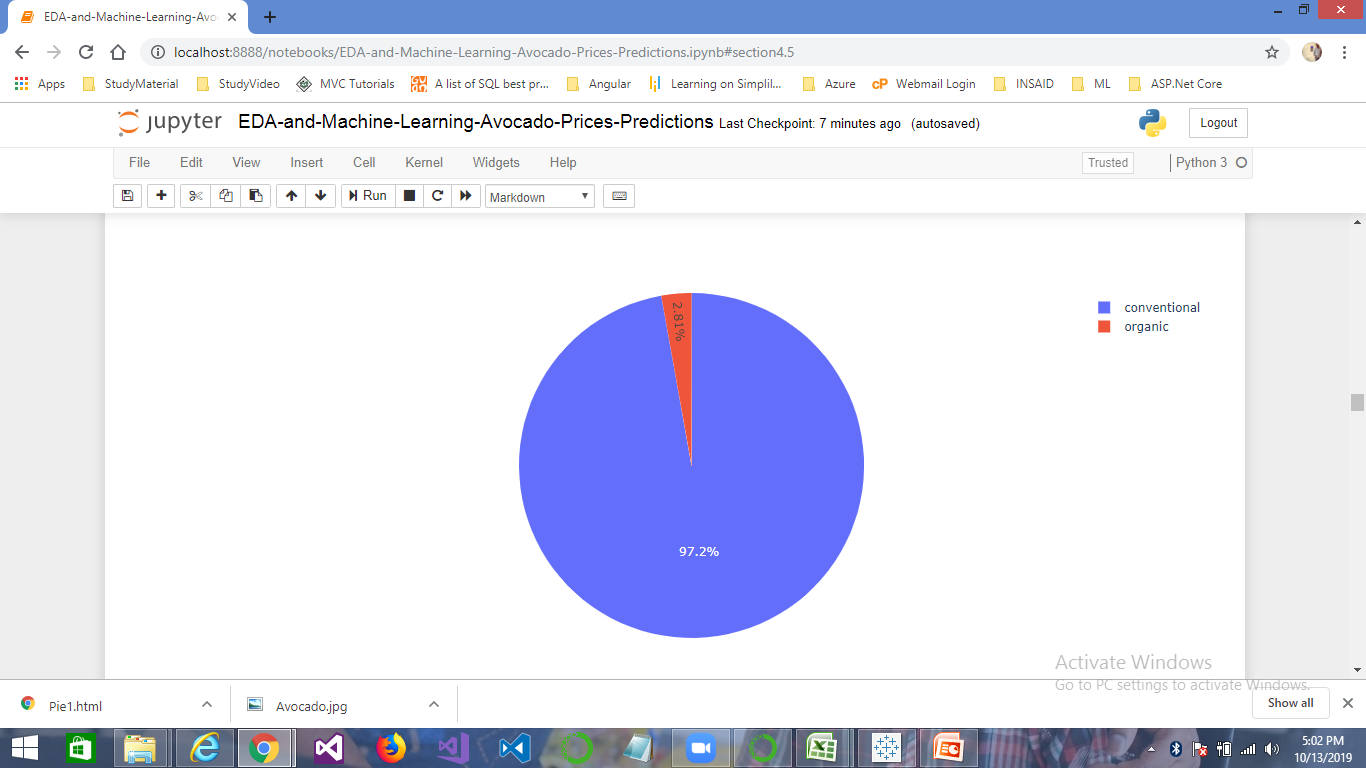 EDA-and-Machine-Learning-Avo
localhost:8888/notebooks/EDA-and-Machine-Learning-Avocado-Prices-Predictions.ipynb#section4.5
Apps StudyMaterial StudyVideo MVC Tutorials A list of SQL best pr... Angular Learning on Simplil... Azure cP Webmail Login INSAID ML ASP.Net Core
jupyter EDA-and-Machine-Learning-Avocado-Prices-Predictions Last Checkpoint: 7 minutes ago (autosaved) Logout
File Edit View Insert Cell Kernel Widgets Help Trusted Python 3
Run Markdown
conventional
organic
2.81%
97.2%
Activate Windows
Go to PC settings to activate Windows.
Pie1.html Avocado.jpg Show all
5:02 PM
10/13/2019